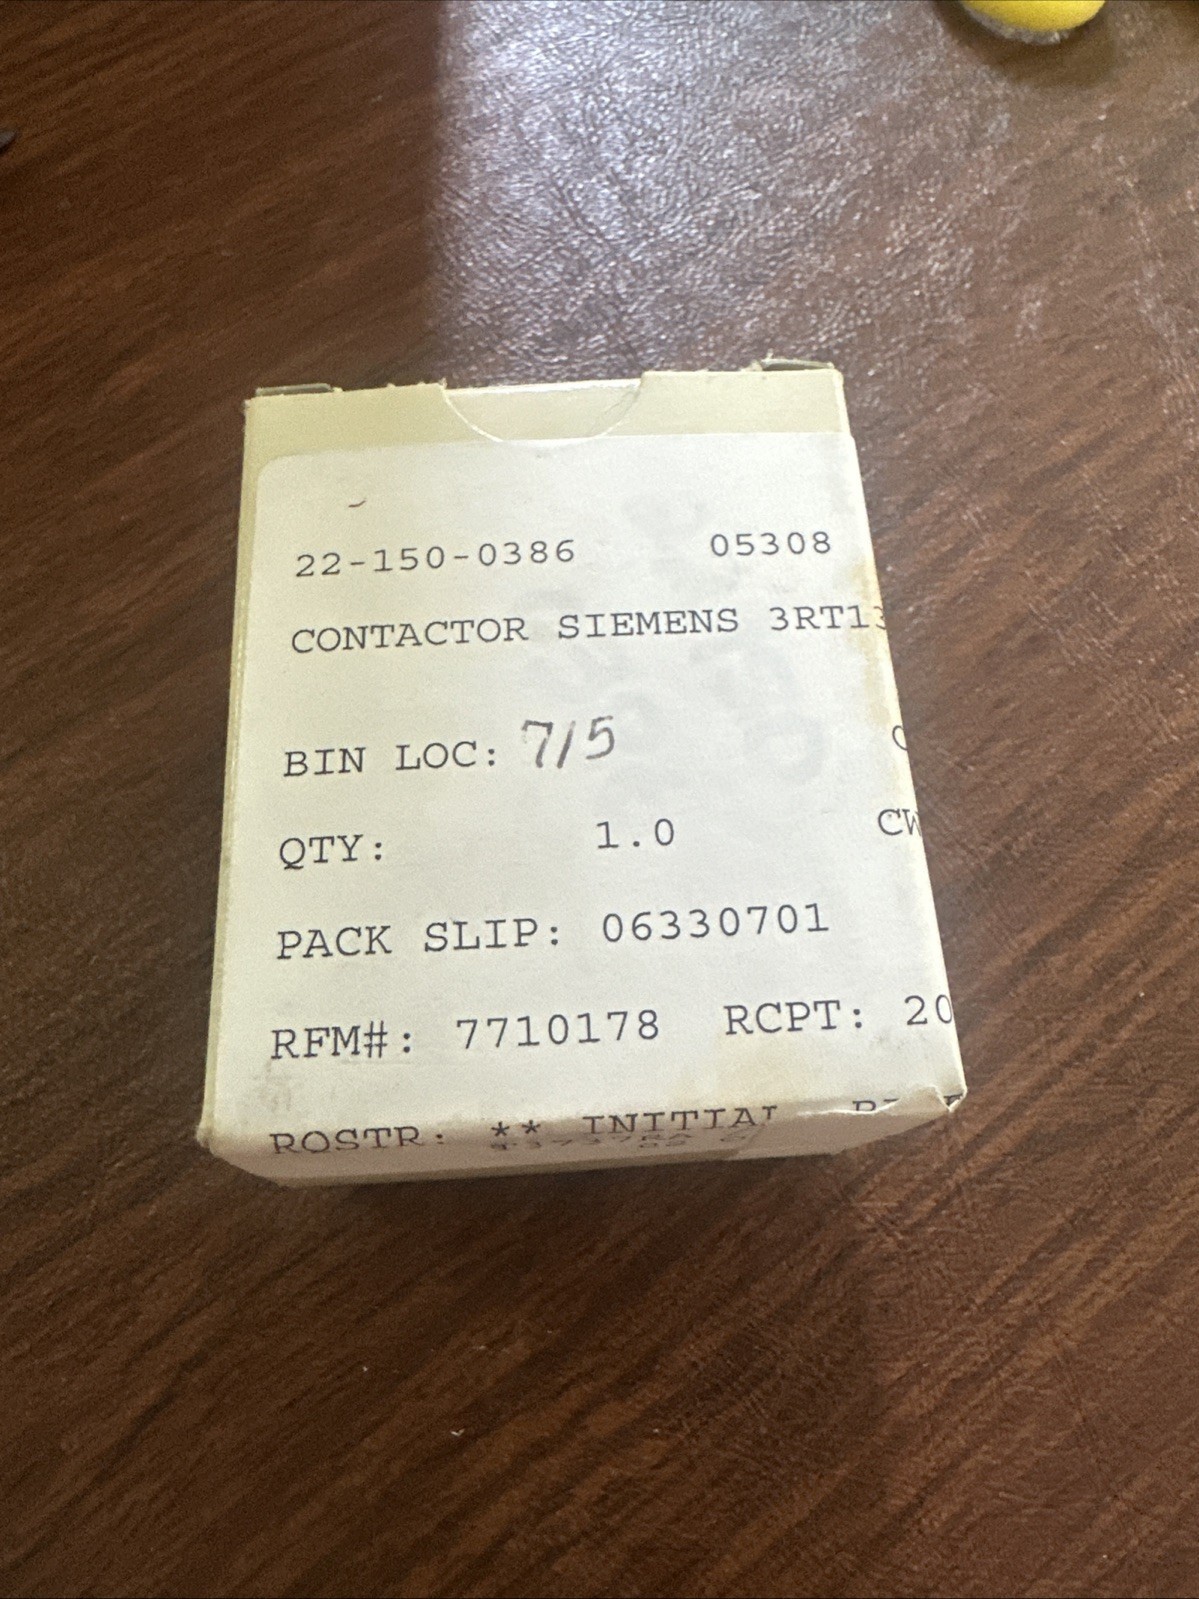 22-150-0386 05308
CONTACTOR SIEMENS 3RT13
BIN LOC: 7/5
QTY: 1.0 CW
PACK SLIP: 06330701
RFM#: 7710178 RCPT: 20
ROSTR: ** INITIAL